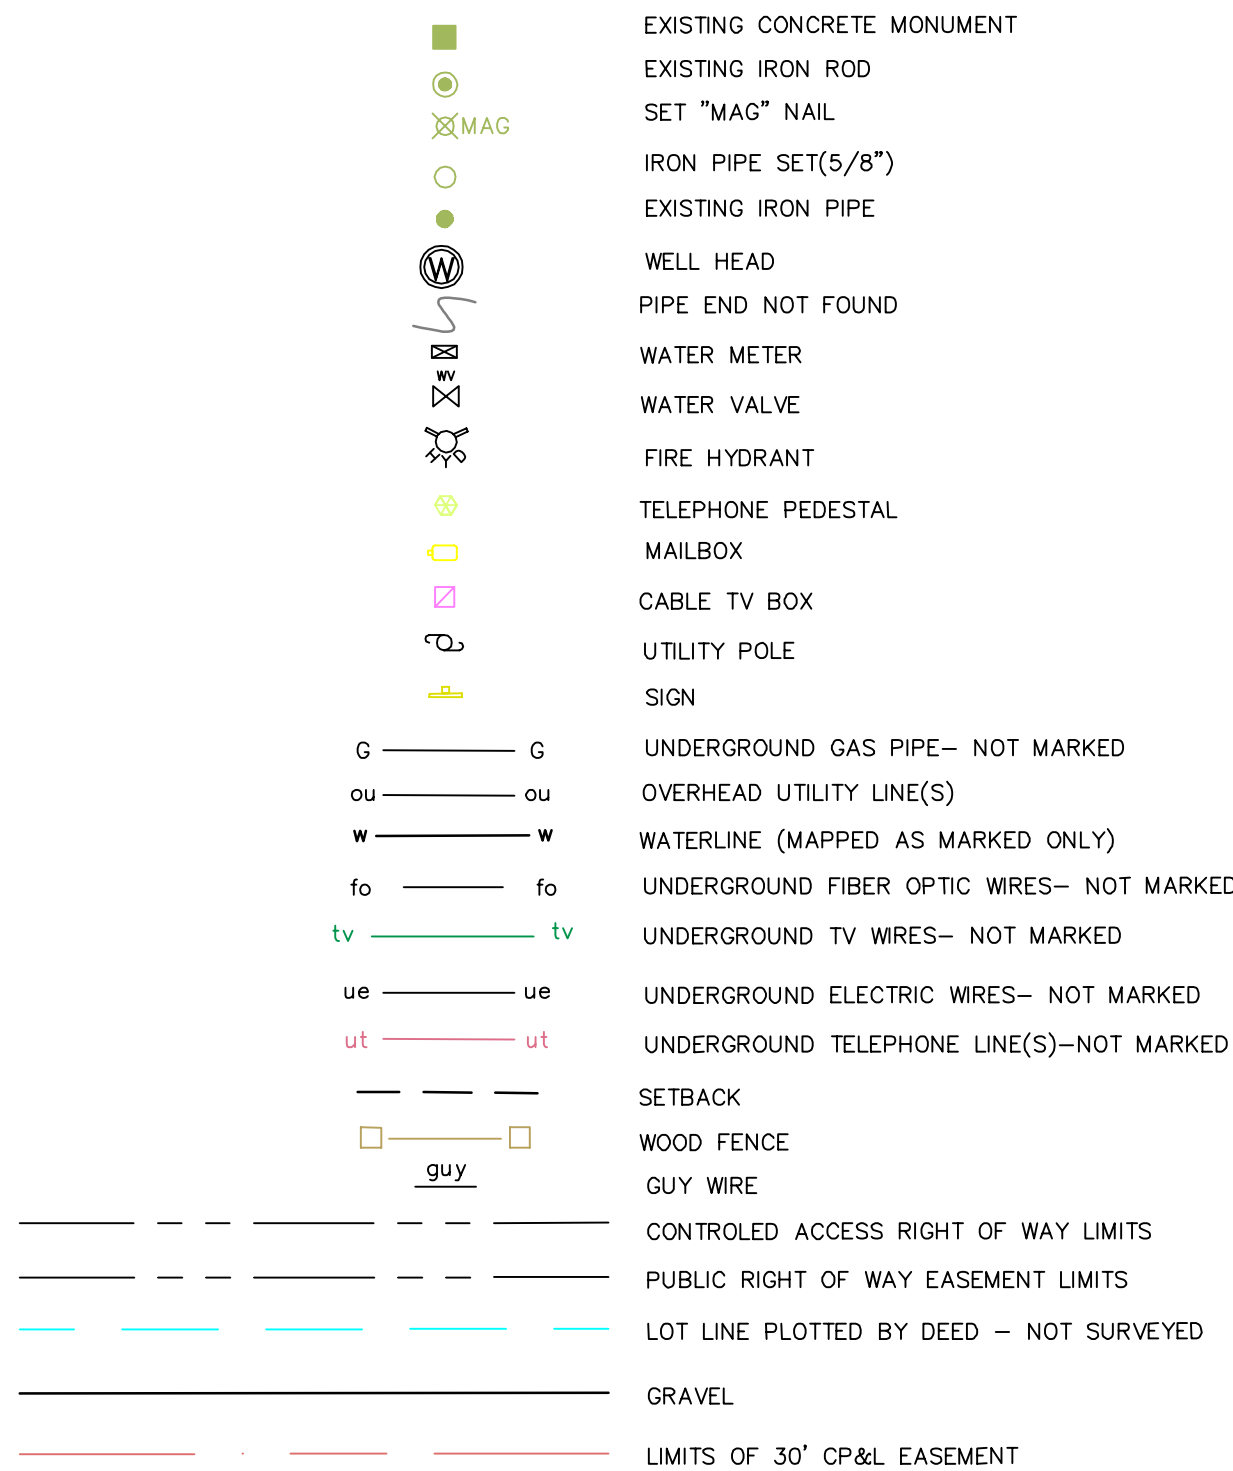 EXISTING CONCRETE MONUMENT
EXISTING IRON ROD
MAG SET "MAG" NAIL
IRON PIPE SET(5/8")
EXISTING IRON PIPE
W WELL HEAD
PIPE END NOT FOUND
WATER METER
WV
WATER VALVE
HYD FIRE HYDRANT
TELEPHONE PEDESTAL
MAILBOX
CABLE TV BOX
UTILITY POLE
SIGN
G G UNDERGROUND GAS PIPE– NOT MARKED
ou ou OVERHEAD UTILITY LINE(S)
w w WATERLINE (MAPPED AS MARKED ONLY)
fo fo UNDERGROUND FIBER OPTIC WIRES– NOT MARKED
tv tv UNDERGROUND TV WIRES– NOT MARKED
ue ue UNDERGROUND ELECTRIC WIRES– NOT MARKED
ut ut UNDERGROUND TELEPHONE LINE(S)–NOT MARKED
SETBACK
WOOD FENCE
guy GUY WIRE
CONTROLED ACCESS RIGHT OF WAY LIMITS
PUBLIC RIGHT OF WAY EASEMENT LIMITS
LOT LINE PLOTTED BY DEED – NOT SURVEYED
GRAVEL
LIMITS OF 30' CP&L EASEMENT